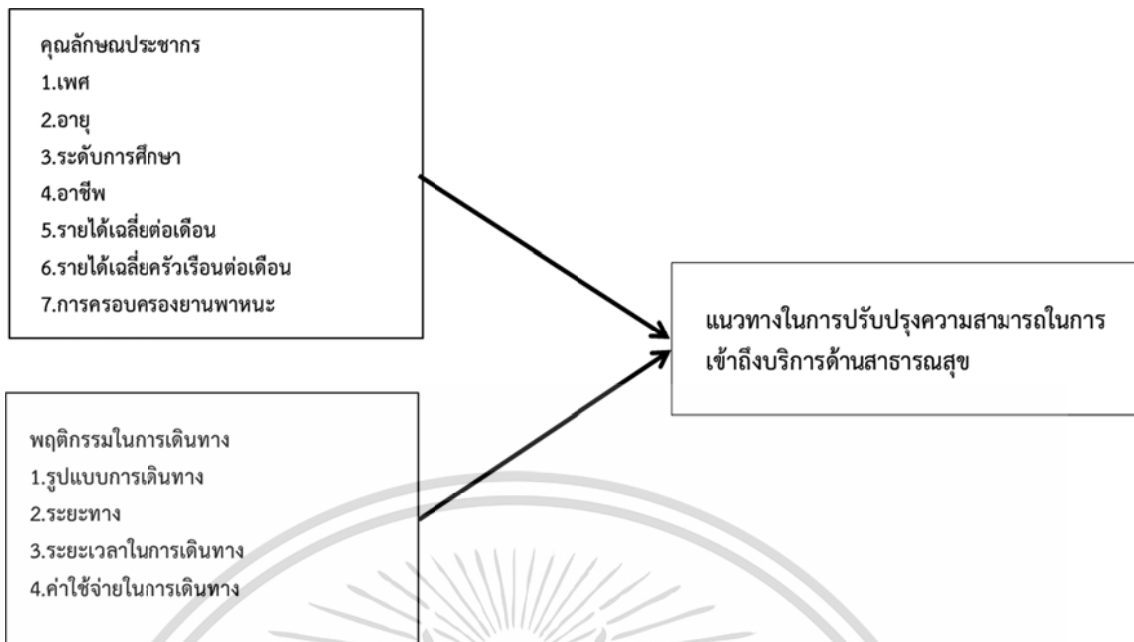 คุณลักษณประชากร
1.เพศ
2.อายุ
3.ระดับการศึกษา
4.อาชีพ
5.รายได้เฉลี่ยต่อเดือน
6.รายได้เฉลี่ยครัวเรือนต่อเดือน
7.การครอบครองยานพาหนะ
แนวทางในการปรับปรุงความสามารถในการ
เข้าถึงบริการด้านสาธารณสุข
พฤติกรรมในการเดินทาง
1.รูปแบบการเดินทาง
2.ระยะทาง
3.ระยะเวลาในการเดินทาง
4.ค่าใช้จ่ายในการเดินทาง